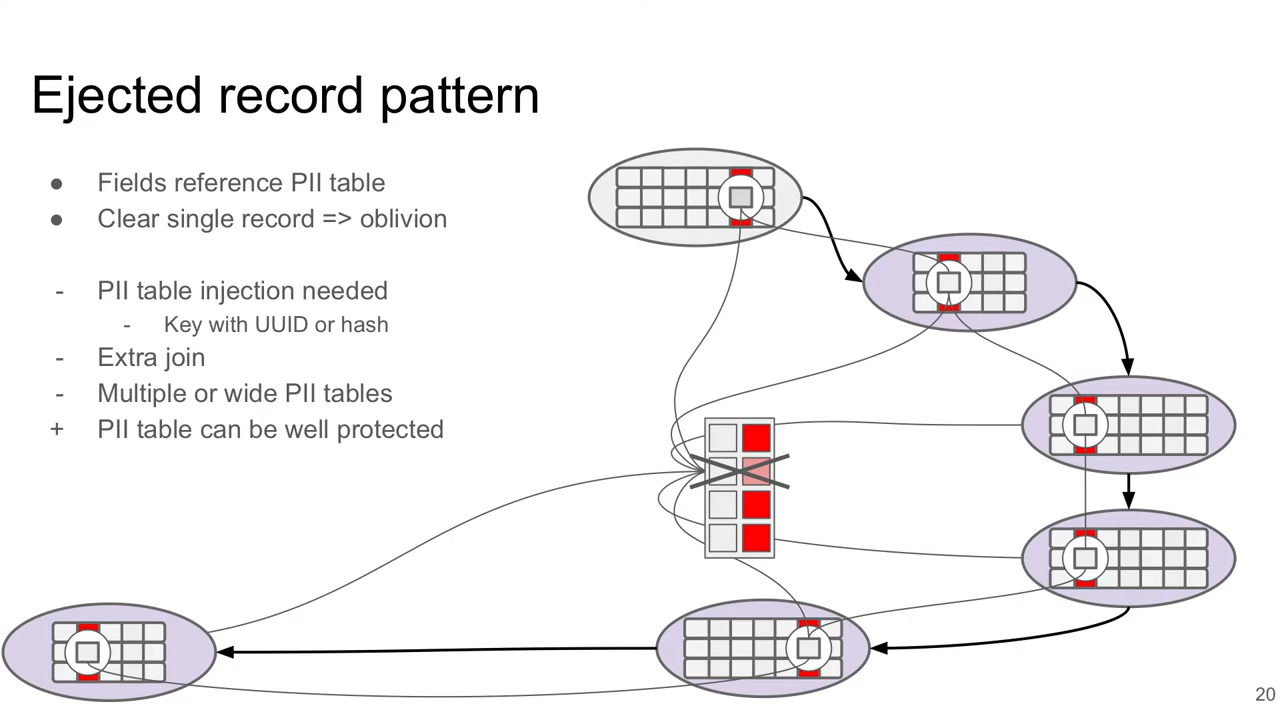 Ejected record pattern
● Fields reference PII table
● Clear single record => oblivion
- PII table injection needed
- Key with UUID or hash
- Extra join
- Multiple or wide PII tables
+ PII table can be well protected
20